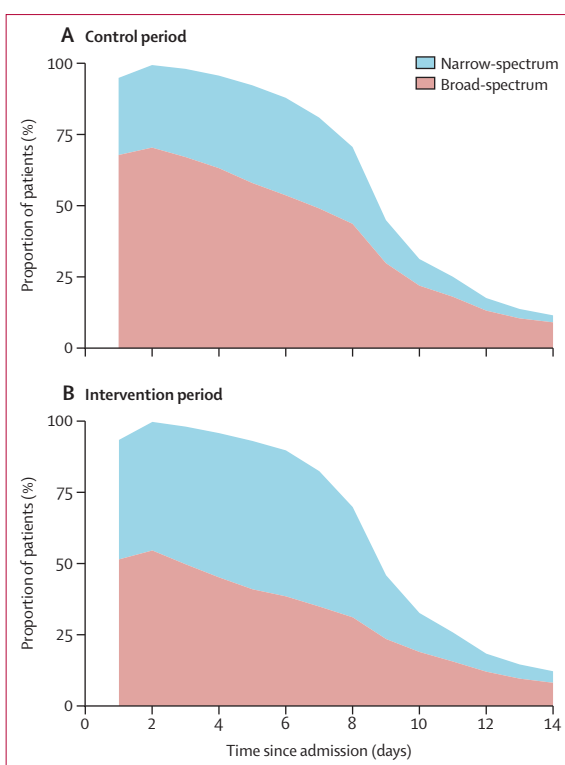 A Control period
Narrow-spectrum
Broad-spectrum
Proportion of patients (%)
100
75
50
25
0
B Intervention period
Proportion of patients (%)
100
75
50
25
0
0 2 4 6 8 10 12 14
Time since admission (days)